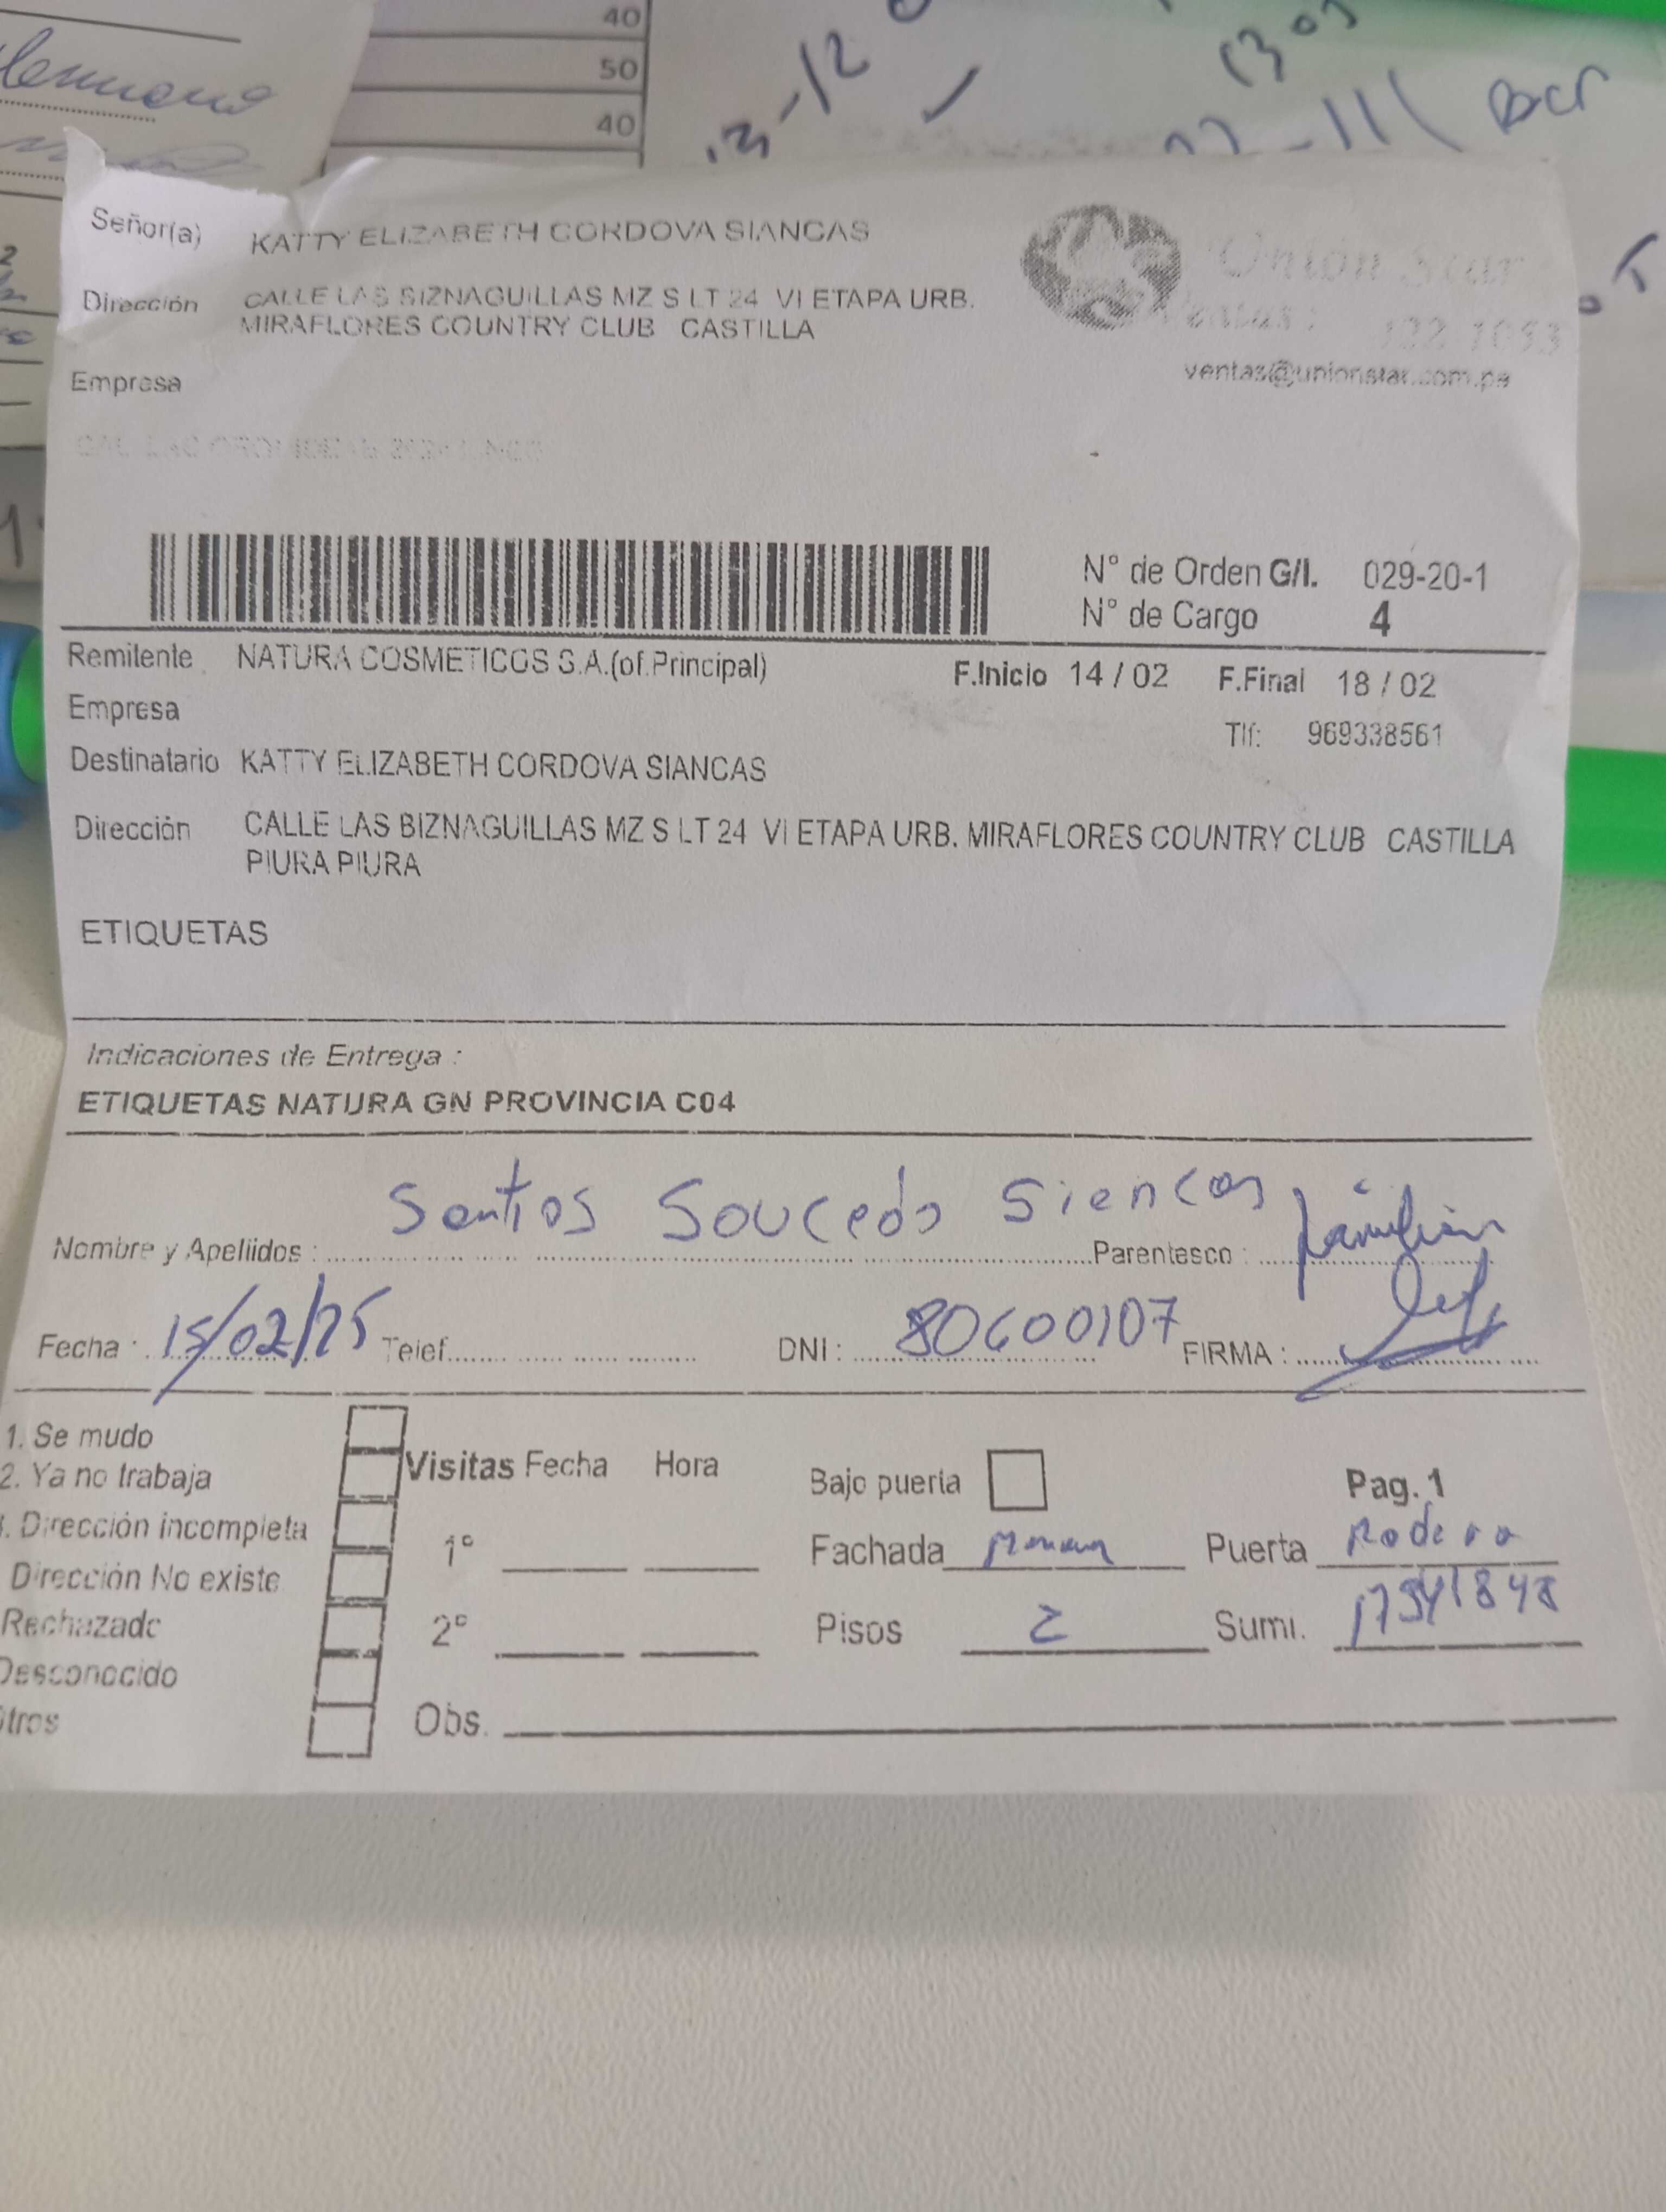 40
50
40
Señor(a) KATTY ELIZABETH CORDOVA SIANCAS
Dirección CALLE LAS BIZNAGUILLAS MZ S LT 24 VI ETAPA URB.
MIRAFLORES COUNTRY CLUB CASTILLA
Union Star
Ventas:
ventas@unionstar.com.pe
Empresa
N° de Orden G/I. 029-20-1
N° de Cargo 4
Remitente NATURA COSMETICOS S.A.(of.Principal) F.Inicio 14 / 02 F.Final 18 / 02
Empresa
Tlf: 969338561
Destinatario KATTY ELIZABETH CORDOVA SIANCAS
Dirección CALLE LAS BIZNAGUILLAS MZ S LT 24 VI ETAPA URB. MIRAFLORES COUNTRY CLUB CASTILLA
PIURA PIURA
ETIQUETAS
Indicaciones de Entrega :
ETIQUETAS NATURA GN PROVINCIA C04
Nombre y Apellidos : Santos Saucedo Siancas Parentesco : familiar
Fecha : 15/02/25 Telef. DNI : 80600107 FIRMA :
1. Se mudo
2. Ya no trabaja
. Dirección incompleta
Dirección No existe
Rechazado
Desconocido
tros
Visitas Fecha Hora
1°
2°
Bajo puerta
Pag. 1
Fachada Puerta Madera
Pisos 2 Sumi.
Obs.